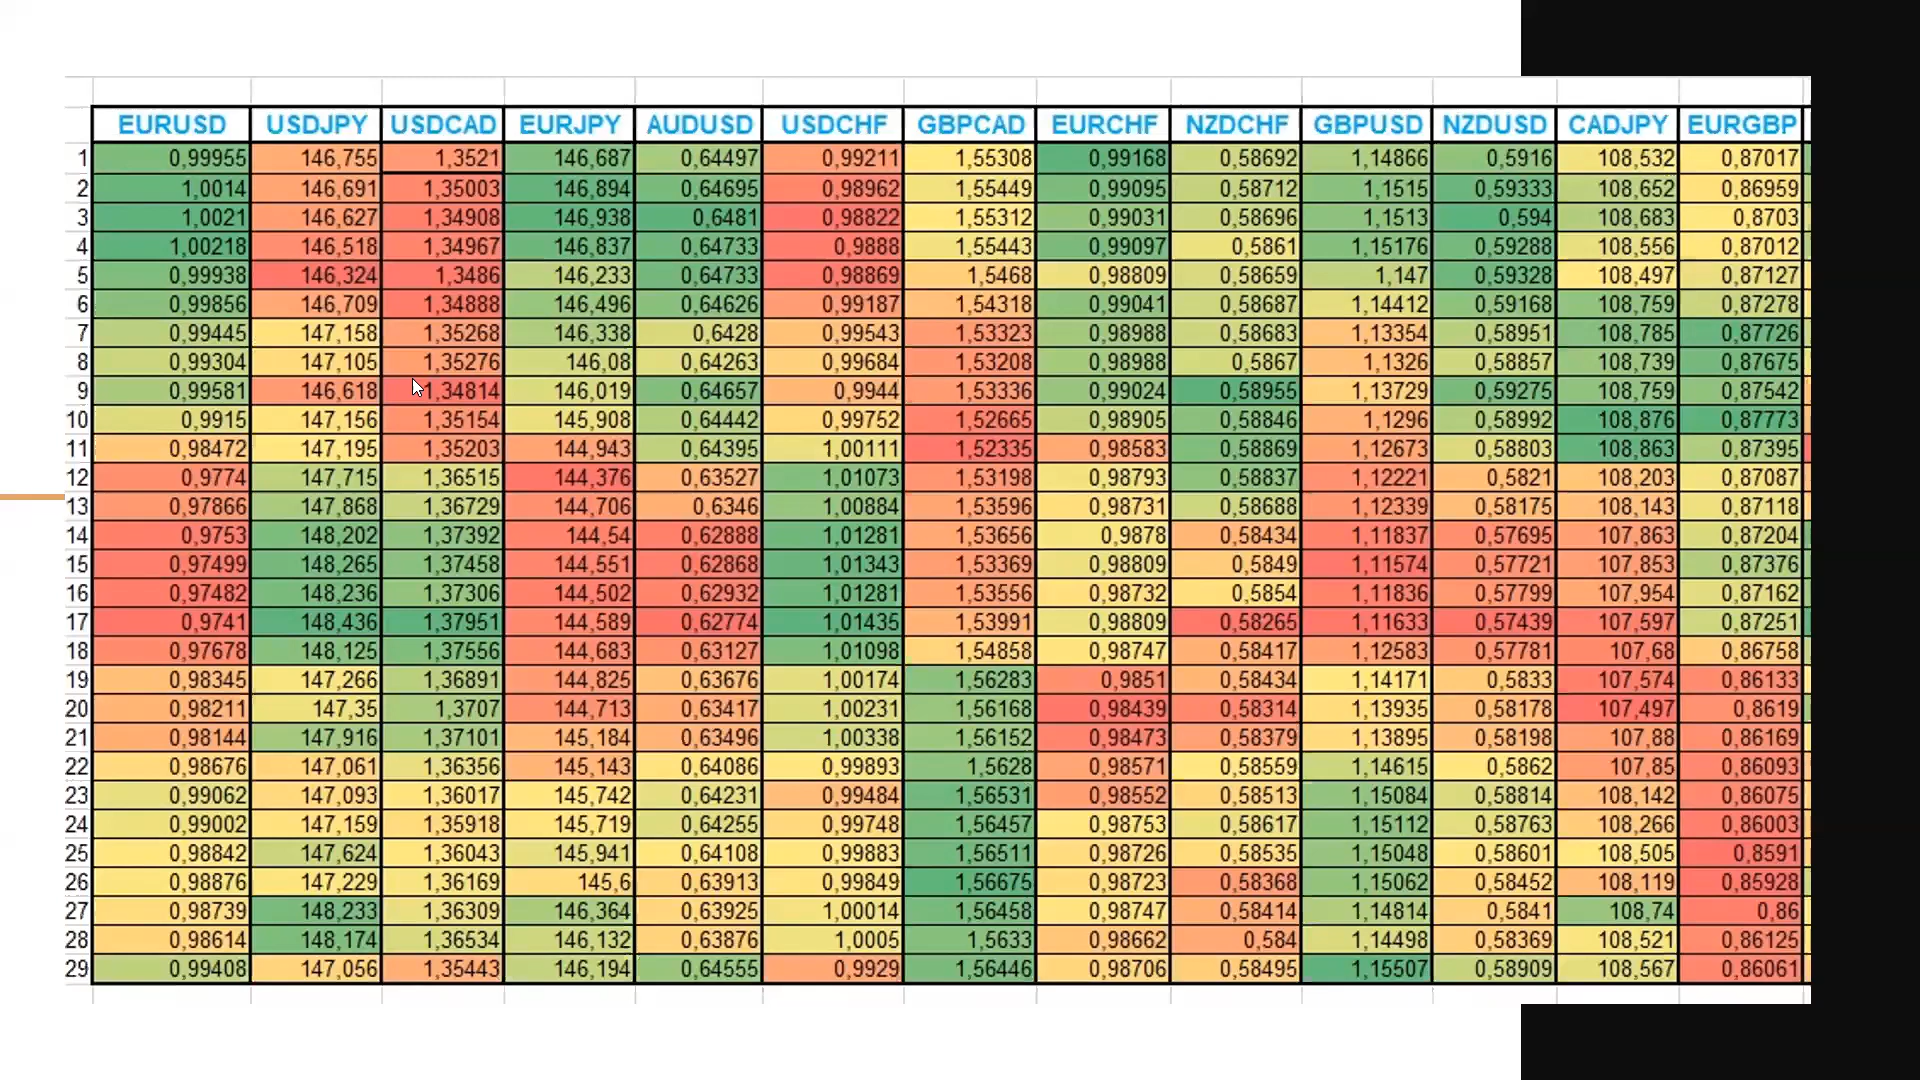 EURUSD USDJPY USDCAD EURJPY AUDUSD USDCHF GBPCAD EURCHF NZDCHF GBPUSD NZDUSD CADJPY EURGBP
1 0,99955 146,755 1,3521 146,687 0,64497 0,99211 1,55308 0,99168 0,58692 1,14866 0,5916 108,532 0,87017
2 1,0014 146,691 1,35003 146,894 0,64695 0,98962 1,55449 0,99095 0,58712 1,1515 0,59333 108,652 0,86959
3 1,0021 146,627 1,34908 146,938 0,6481 0,98822 1,55312 0,99031 0,58696 1,1513 0,594 108,683 0,8703
4 1,00218 146,518 1,34967 146,837 0,64733 0,9888 1,55443 0,99097 0,5861 1,15176 0,59288 108,556 0,87012
5 0,99938 146,324 1,3486 146,233 0,64733 0,98869 1,5468 0,98809 0,58659 1,147 0,59328 108,497 0,87127
6 0,99856 146,709 1,34888 146,496 0,64626 0,99187 1,54318 0,99041 0,58687 1,14412 0,59168 108,759 0,87278
7 0,99445 147,158 1,35268 146,338 0,6428 0,99543 1,53323 0,98988 0,58683 1,13354 0,58951 108,785 0,87726
8 0,99304 147,105 1,35276 146,08 0,64263 0,99684 1,53208 0,98988 0,5867 1,1326 0,58857 108,739 0,87675
9 0,99581 146,618 1,34814 146,019 0,64657 0,9944 1,53336 0,99024 0,58955 1,13729 0,59275 108,759 0,87542
10 0,9915 147,156 1,35154 145,908 0,64442 0,99752 1,52665 0,98905 0,58846 1,1296 0,58992 108,876 0,87773
11 0,98472 147,195 1,35203 144,943 0,64395 1,00111 1,52335 0,98583 0,58869 1,12673 0,58803 108,863 0,87395
12 0,9774 147,715 1,36515 144,376 0,63527 1,01073 1,53198 0,98793 0,58837 1,12221 0,5821 108,203 0,87087
13 0,97866 147,868 1,36729 144,706 0,6346 1,00884 1,53596 0,98731 0,58688 1,12339 0,58175 108,143 0,87118
14 0,9753 148,202 1,37392 144,54 0,62888 1,01281 1,53656 0,9878 0,58434 1,11837 0,57695 107,863 0,87204
15 0,97499 148,265 1,37458 144,551 0,62868 1,01343 1,53369 0,98809 0,5849 1,11574 0,57721 107,853 0,87376
16 0,97482 148,236 1,37306 144,502 0,62932 1,01281 1,53556 0,98732 0,5854 1,11836 0,57799 107,954 0,87162
17 0,9741 148,436 1,37951 144,589 0,62774 1,01435 1,53991 0,98809 0,58265 1,11633 0,57439 107,597 0,87251
18 0,97678 148,125 1,37556 144,683 0,63127 1,01098 1,54858 0,98747 0,58417 1,12583 0,57781 107,68 0,86758
19 0,98345 147,266 1,36891 144,825 0,63676 1,00174 1,56283 0,9851 0,58434 1,14171 0,5833 107,574 0,86133
20 0,98211 147,35 1,3707 144,713 0,63417 1,00231 1,56168 0,98439 0,58314 1,13935 0,58178 107,497 0,8619
21 0,98144 147,916 1,37101 145,184 0,63496 1,00338 1,56152 0,98473 0,58379 1,13895 0,58198 107,88 0,86169
22 0,98676 147,061 1,36356 145,143 0,64086 0,99893 1,5628 0,98571 0,58559 1,14615 0,5862 107,85 0,86093
23 0,99062 147,093 1,36017 145,742 0,64231 0,99484 1,56531 0,98552 0,58513 1,15084 0,58814 108,142 0,86075
24 0,99002 147,159 1,35918 145,719 0,64255 0,99748 1,56457 0,98753 0,58617 1,15112 0,58763 108,266 0,86003
25 0,98842 147,624 1,36043 145,941 0,64108 0,99883 1,56511 0,98726 0,58535 1,15048 0,58601 108,505 0,8591
26 0,98876 147,229 1,36169 145,6 0,63913 0,99849 1,56675 0,98723 0,58368 1,15062 0,58452 108,119 0,85928
27 0,98739 148,233 1,36309 146,364 0,63925 1,00014 1,56458 0,98747 0,58414 1,14814 0,5841 108,74 0,86
28 0,98614 148,174 1,36534 146,132 0,63876 1,0005 1,5633 0,98662 0,584 1,14498 0,58369 108,521 0,86125
29 0,99408 147,056 1,35443 146,194 0,64555 0,9929 1,56446 0,98706 0,58495 1,15507 0,58909 108,567 0,86061